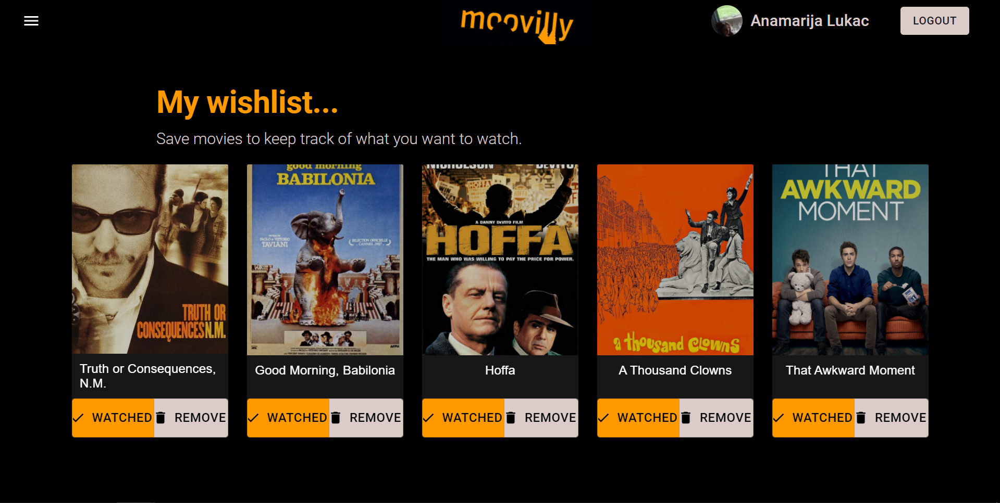 moovilly
Anamarija Lukac
LOGOUT
My wishlist...
Save movies to keep track of what you want to watch.
TRUTH OR
CONSEQUENCES N.M.
Truth or Consequences,
N.M.
WATCHED
REMOVE
good morning
BABILONIA
PAOLO et VITTORIO
TAVIANI
SELECTION OFFICIELLE
CANNES 1987
Good Morning, Babilonia
WATCHED
REMOVE
NICHOLSON DEVITO
HOFFA
A DANNY DEVITO FILM
HOFFA
THE MAN WHO WAS WILLING TO PAY THE PRICE FOR POWER.
Hoffa
WATCHED
REMOVE
a thousand clowns
A Thousand Clowns
WATCHED
REMOVE
THAT
AWKWARD
MOMENT
That Awkward Moment
WATCHED
REMOVE